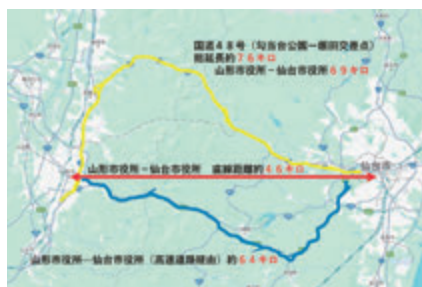 国道48号（勾当台公園ー鍋田交差点）
総延長約76キロ
山形市役所ー仙台市役所69キロ
仙台市
山形市役所ー仙台市役所　直線距離約46キロ
山形市役所ー仙台市役所（高速道路経由）約64キロ